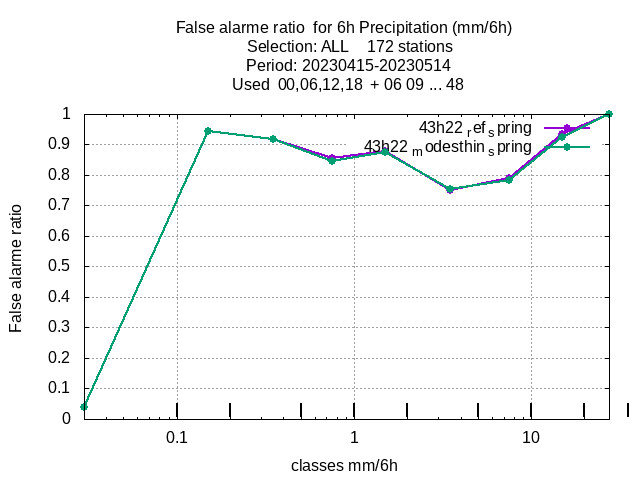 False alarme ratio  for 6h Precipitation (mm/6h)
Selection: ALL    172 stations
Period: 20230415-20230514
Used  00,06,12,18  + 06 09 ... 48
43h22 ref spring
43h22 modesthin spring
1
0.9
0.8
0.7
0.6
0.5
0.4
0.3
0.2
0.1
0
False alarme ratio
0.1 1 10
classes mm/6h